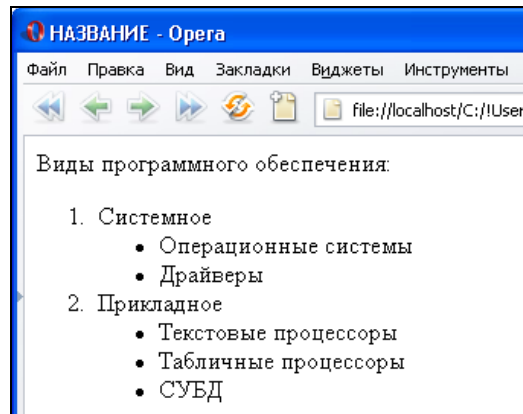 НАЗВАНИЕ - Opera
Файл Правка Вид Закладки Виджеты Инструменты
file://localhost/C:/!User
Виды программного обеспечения:
1. Системное
• Операционные системы
• Драйверы
2. Прикладное
• Текстовые процессоры
• Табличные процессоры
• СУБД